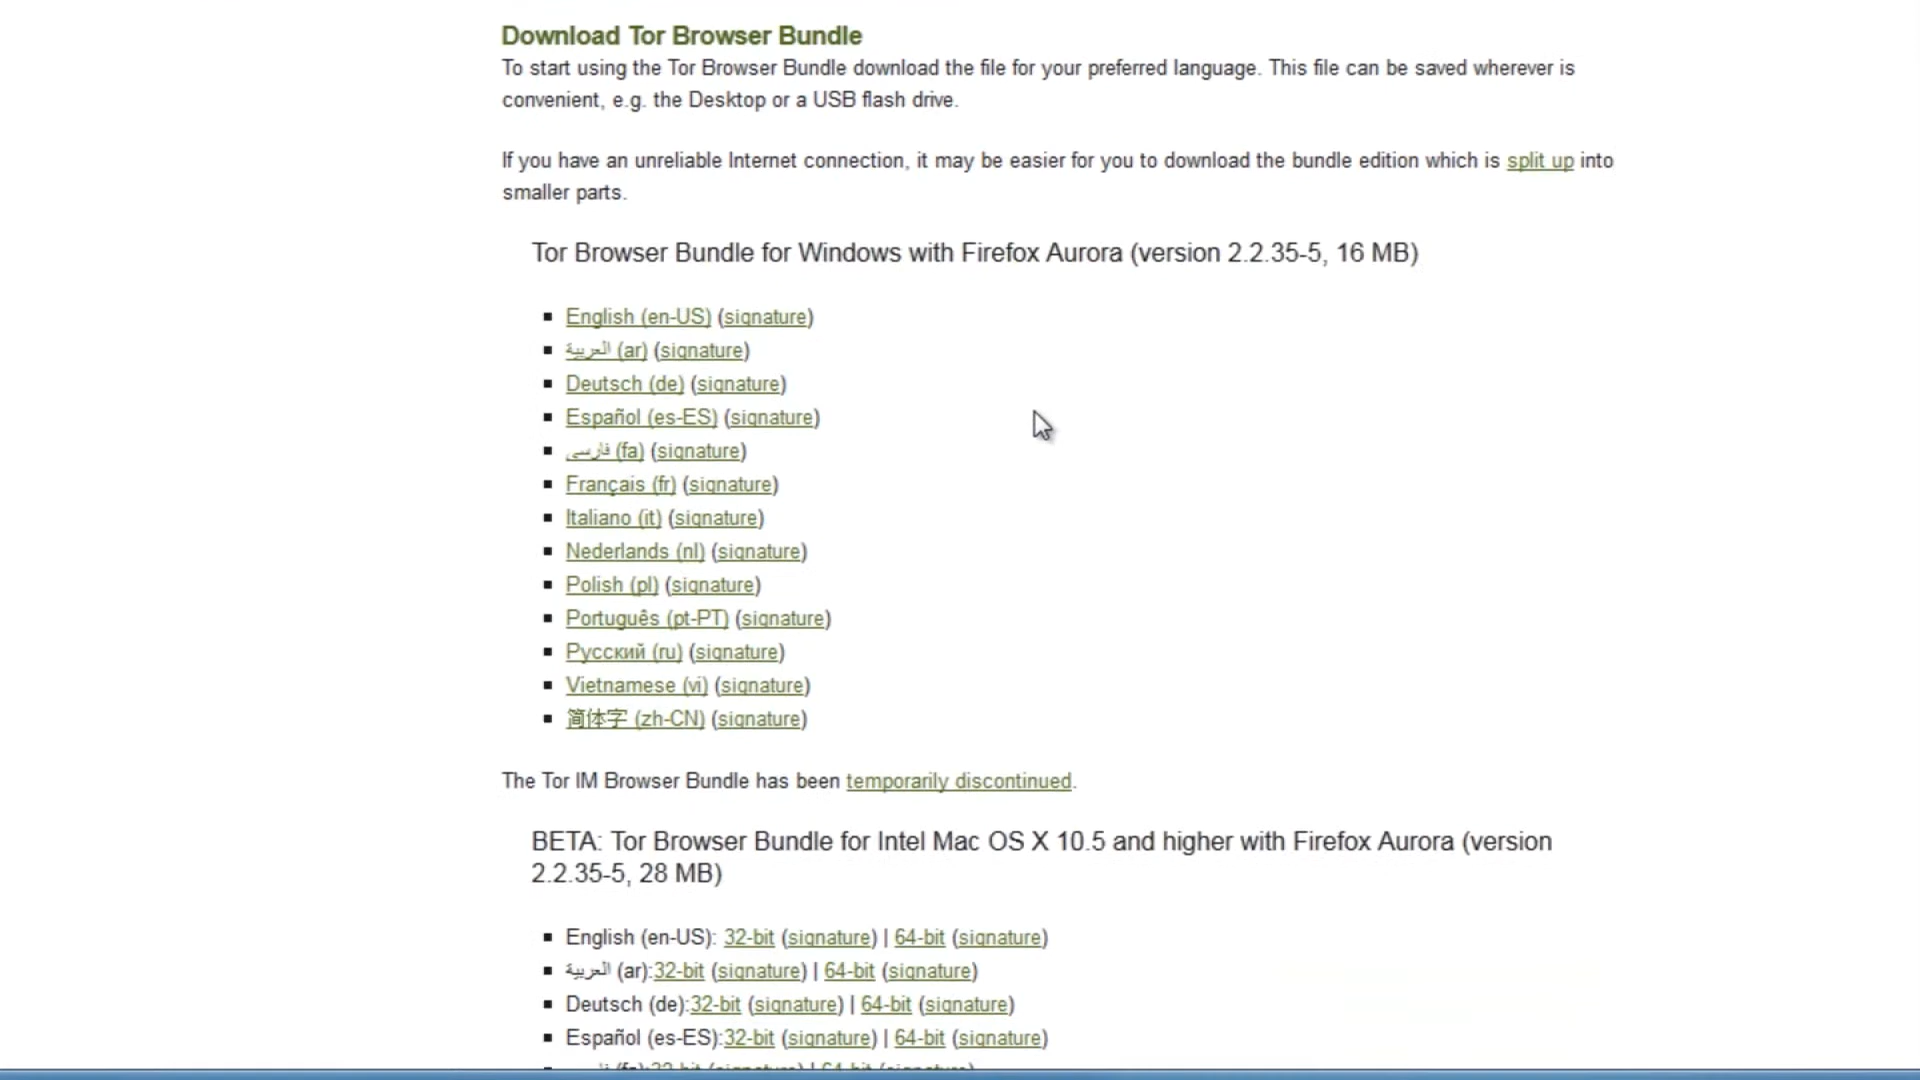 Download Tor Browser Bundle
To start using the Tor Browser Bundle download the file for your preferred language. This file can be saved wherever is
convenient, e.g. the Desktop or a USB flash drive.
If you have an unreliable Internet connection, it may be easier for you to download the bundle edition which is split up into
smaller parts.
Tor Browser Bundle for Windows with Firefox Aurora (version 2.2.35-5, 16 MB)
▪ English (en-US) (signature)
▪ العربية (ar) (signature)
▪ Deutsch (de) (signature)
▪ Español (es-ES) (signature)
▪ فارسی (fa) (signature)
▪ Français (fr) (signature)
▪ Italiano (it) (signature)
▪ Nederlands (nl) (signature)
▪ Polish (pl) (signature)
▪ Português (pt-PT) (signature)
▪ Русский (ru) (signature)
▪ Vietnamese (vi) (signature)
▪ 简体字 (zh-CN) (signature)
The Tor IM Browser Bundle has been temporarily discontinued.
BETA: Tor Browser Bundle for Intel Mac OS X 10.5 and higher with Firefox Aurora (version
2.2.35-5, 28 MB)
▪ English (en-US): 32-bit (signature) | 64-bit (signature)
▪ العربية (ar):32-bit (signature) | 64-bit (signature)
▪ Deutsch (de):32-bit (signature) | 64-bit (signature)
▪ Español (es-ES):32-bit (signature) | 64-bit (signature)
(fa):32-bit (signature) | 64-bit (signature)